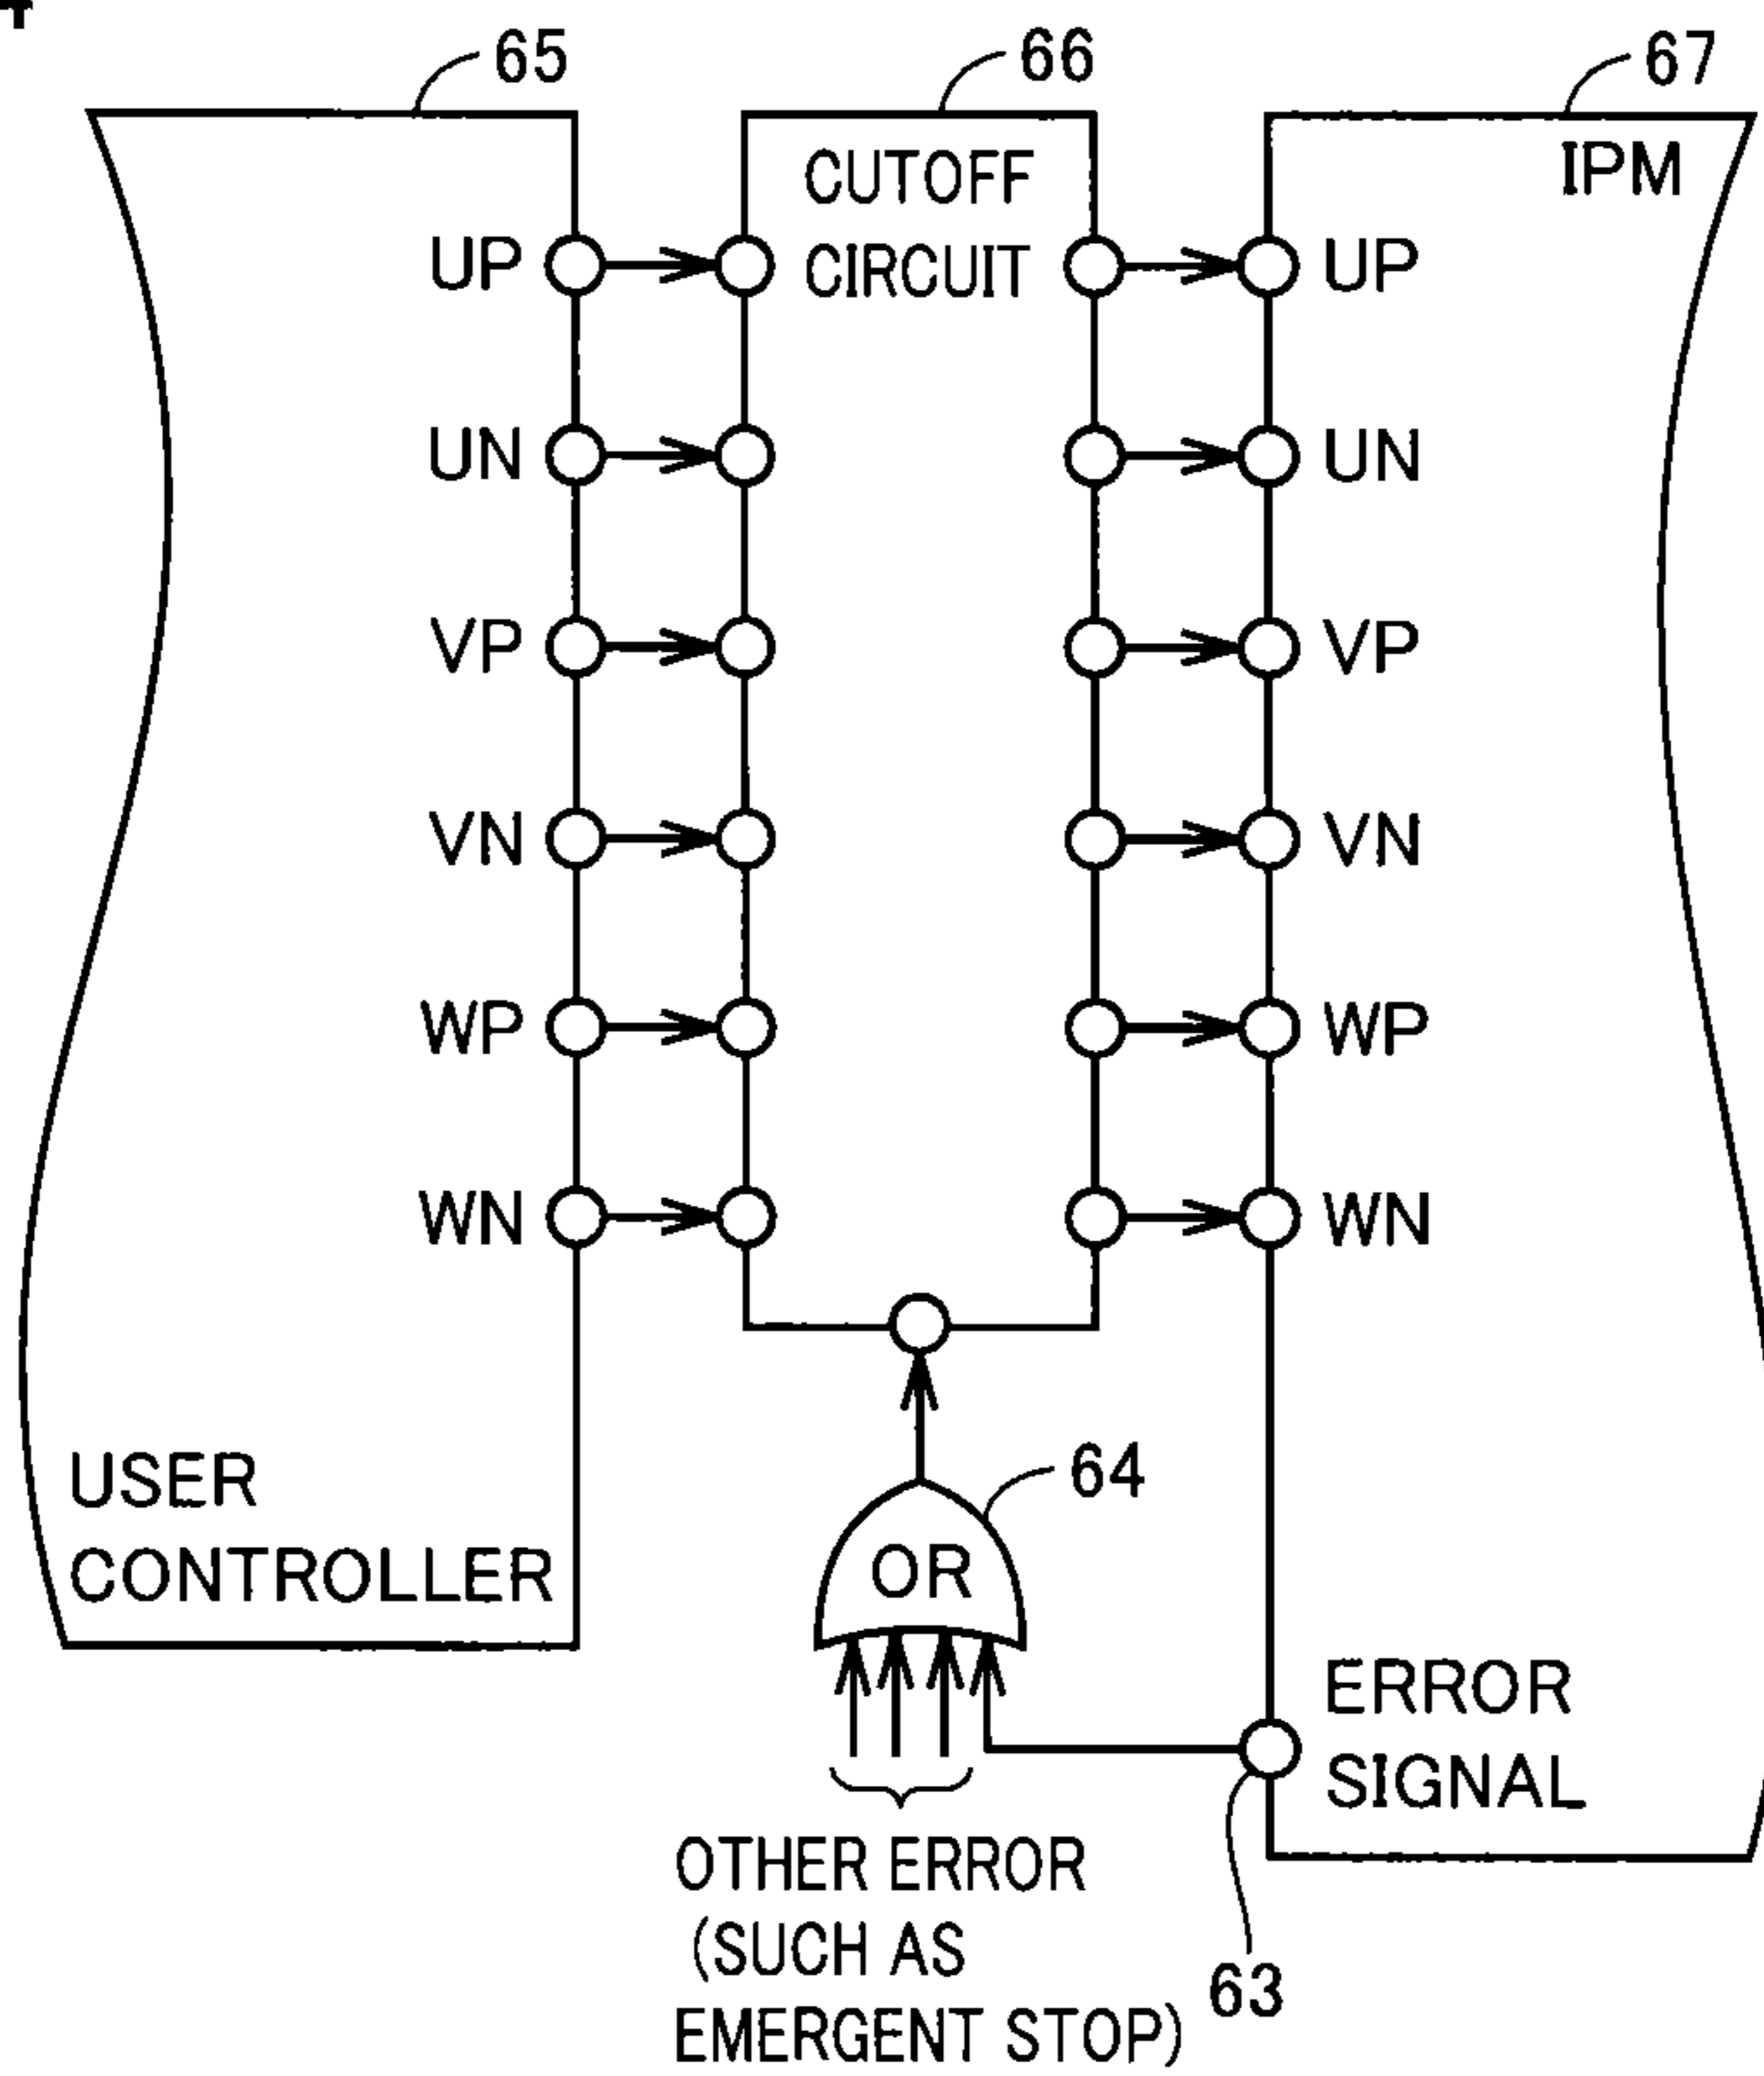 65 66 67
CUTOFF IPM
UP CIRCUIT UP
UN UN
VP VP
VN VN
WP WP
WN WN
USER 64
CONTROLLER OR
ERROR
SIGNAL
OTHER ERROR
(SUCH AS 63
EMERGENT STOP)